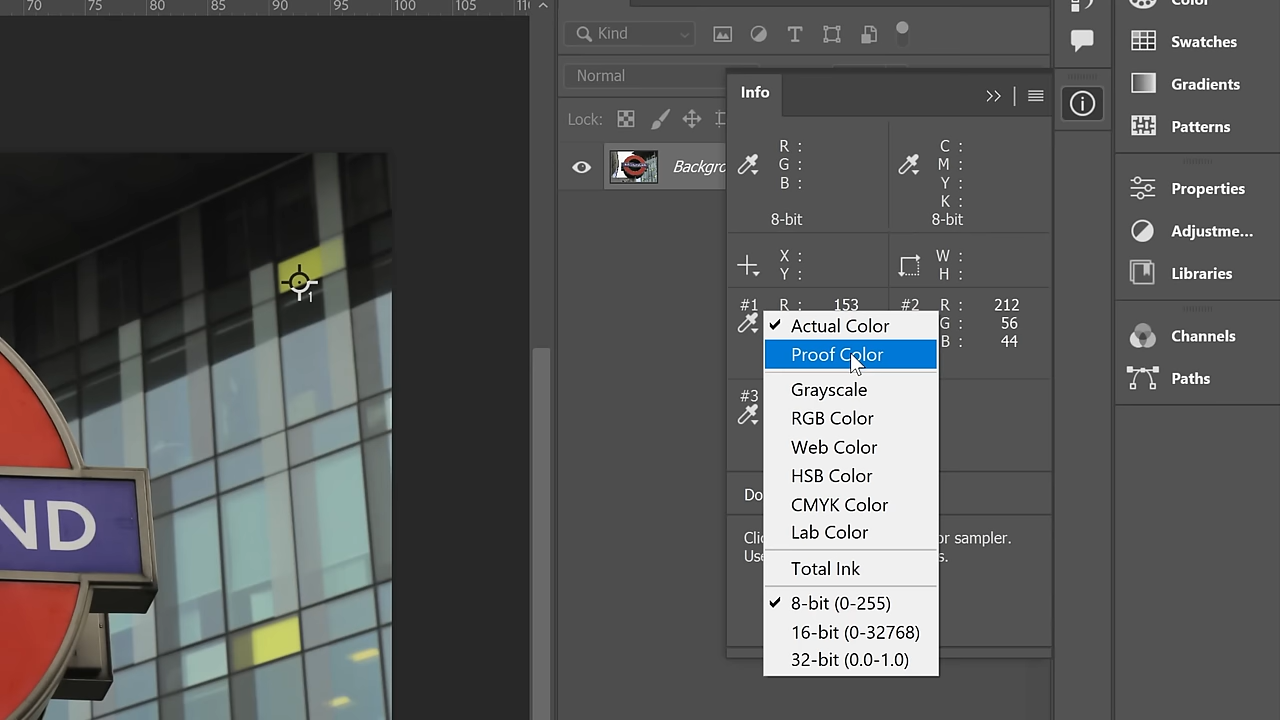 70 75 80 85 90 95 100 105
Color
Kind
Swatches
Normal
Gradients
Info
Lock:
Patterns
Backgro
R :
G :
B :
8-bit
C :
M :
Y :
K :
8-bit
Properties
Adjustme...
X :
Y :
W :
H :
Libraries
#1 R : 153
#2 R : 212
G : 56
B : 44
1
Actual Color
Proof Color
Channels
Grayscale
#3
Paths
RGB Color
Web Color
HSB Color
Do
CMYK Color
Lab Color
ND
Clic
or sampler.
Use
s.
Total Ink
8-bit (0-255)
16-bit (0-32768)
32-bit (0.0-1.0)